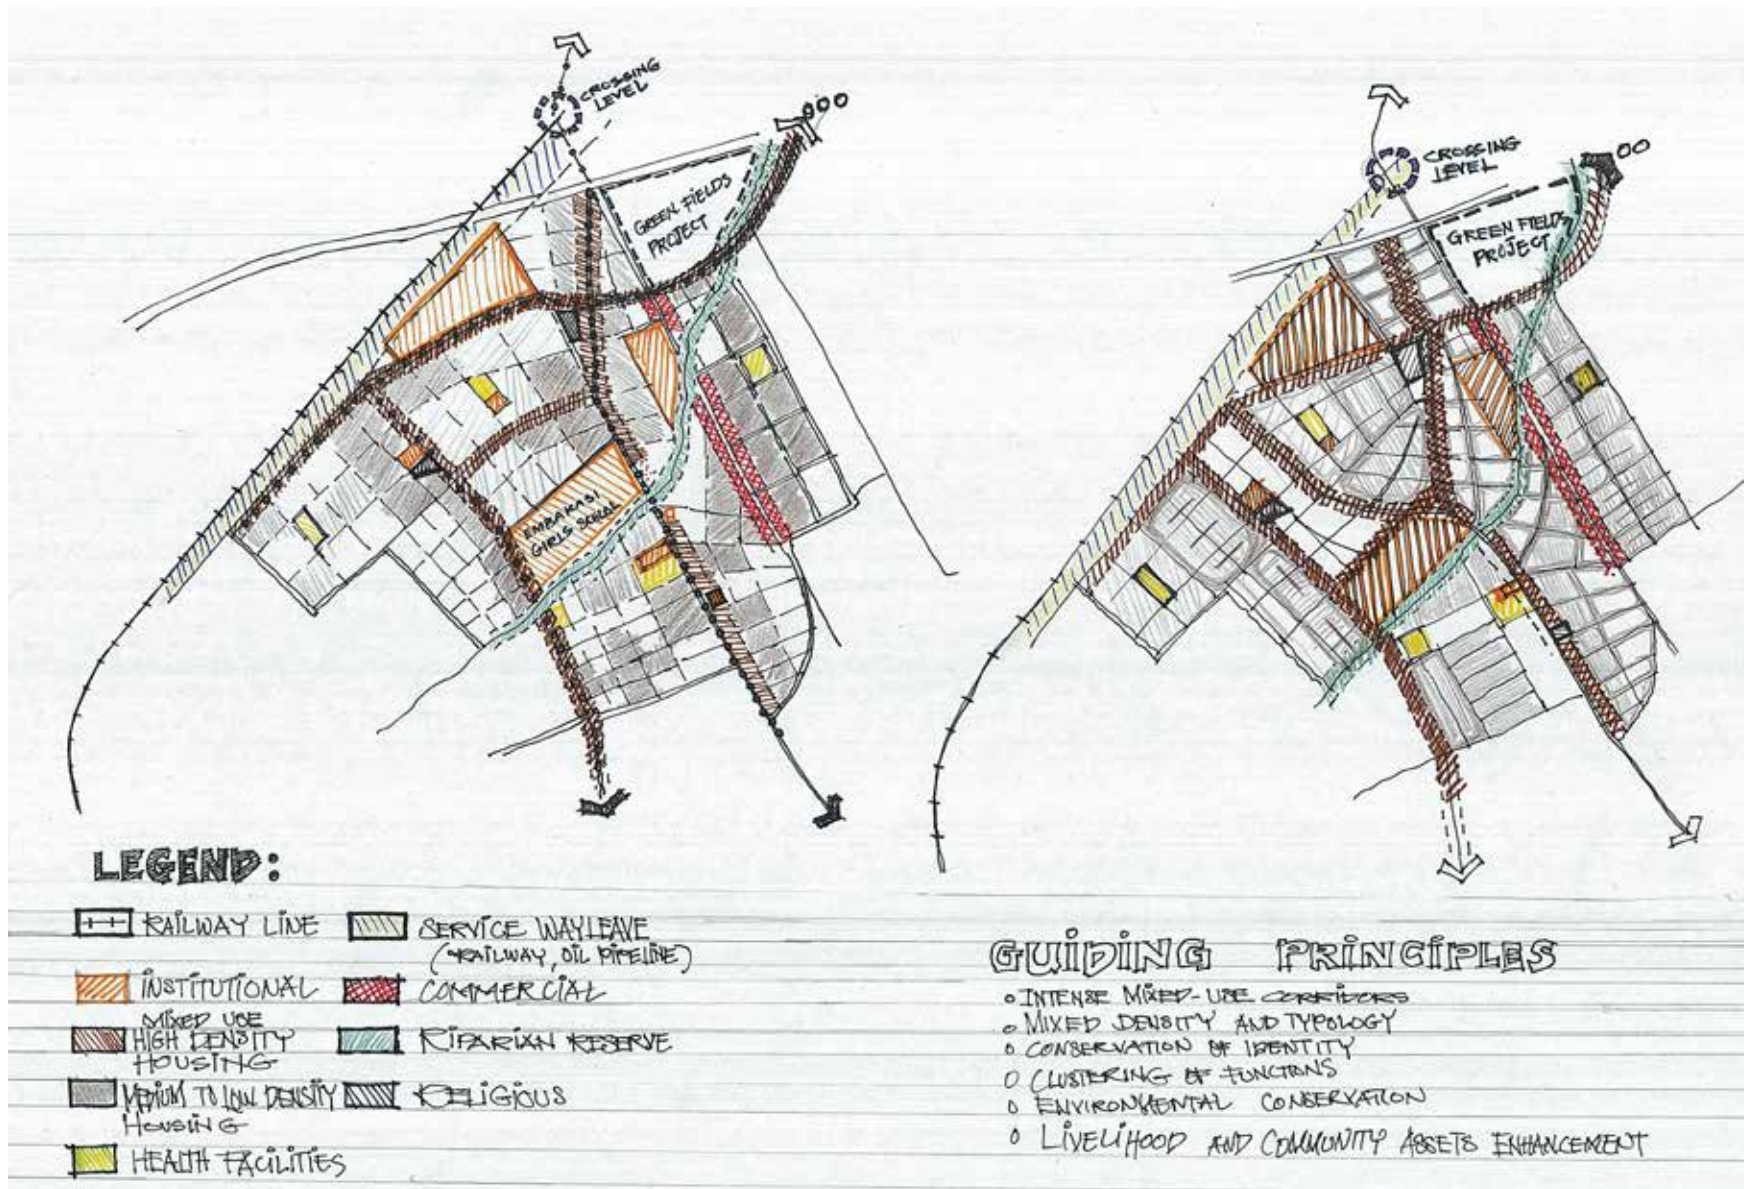 CROSSING
LEVEL
GREEN FIELDS
PROJECT
EMBAKASI
GIRLS SCHOOL
CROSSING
LEVEL
GREEN FIELDS
PROJECT
LEGEND:
RAILWAY LINE
SERVICE WAYLEAVE
(RAILWAY, OIL PIPELINE)
INSTITUTIONAL
COMMERCIAL
MIXED USE
HIGH DENSITY
HOUSING
RIPARIAN RESERVE
MEDIUM TO LOW DENSITY
HOUSING
RELIGIOUS
HEALTH FACILITIES
GUIDING PRINCIPLES
o INTENSE MIXED-USE CORRIDORS
o MIXED DENSITY AND TYPOLOGY
o CONSERVATION OF IDENTITY
o CLUSTERING OF FUNCTIONS
o ENVIRONMENTAL CONSERVATION
o LIVELIHOOD AND COMMUNITY ASSETS ENHANCEMENT